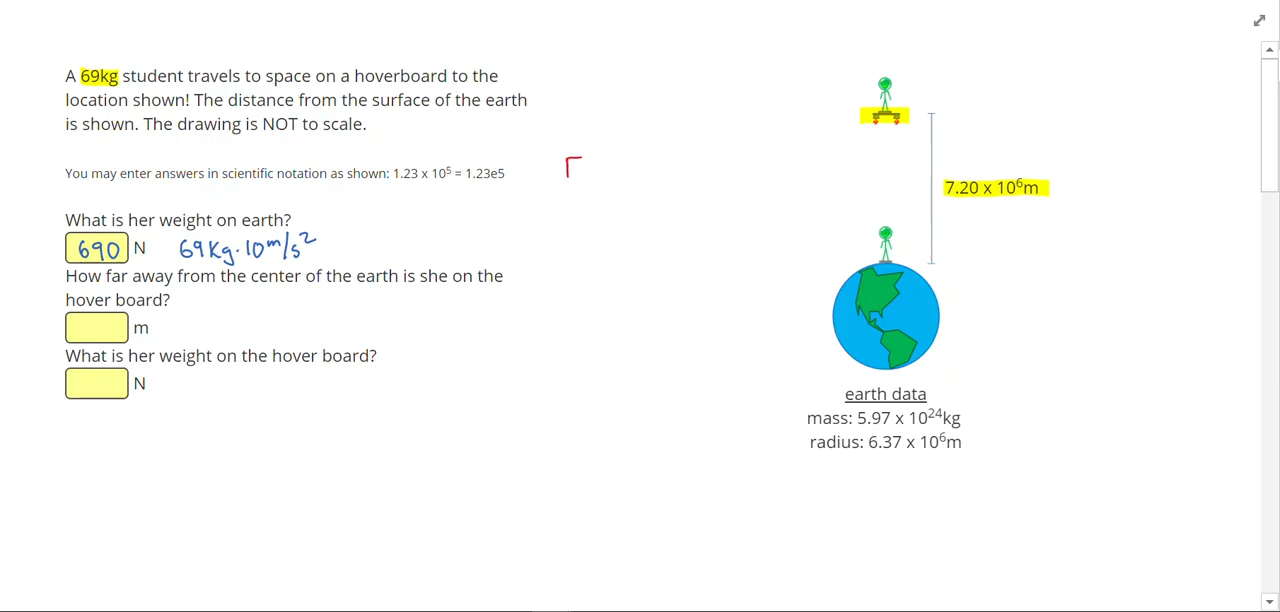 A 69kg student travels to space on a hoverboard to the
location shown! The distance from the surface of the earth
is shown. The drawing is NOT to scale.
You may enter answers in scientific notation as shown: 1.23 x 10⁵ = 1.23e5
What is her weight on earth?
690 N 69Kg·10m/s²
How far away from the center of the earth is she on the
hover board?
m
What is her weight on the hover board?
N
7.20 x 10⁶m
earth data
mass: 5.97 x 10²⁴kg
radius: 6.37 x 10⁶m